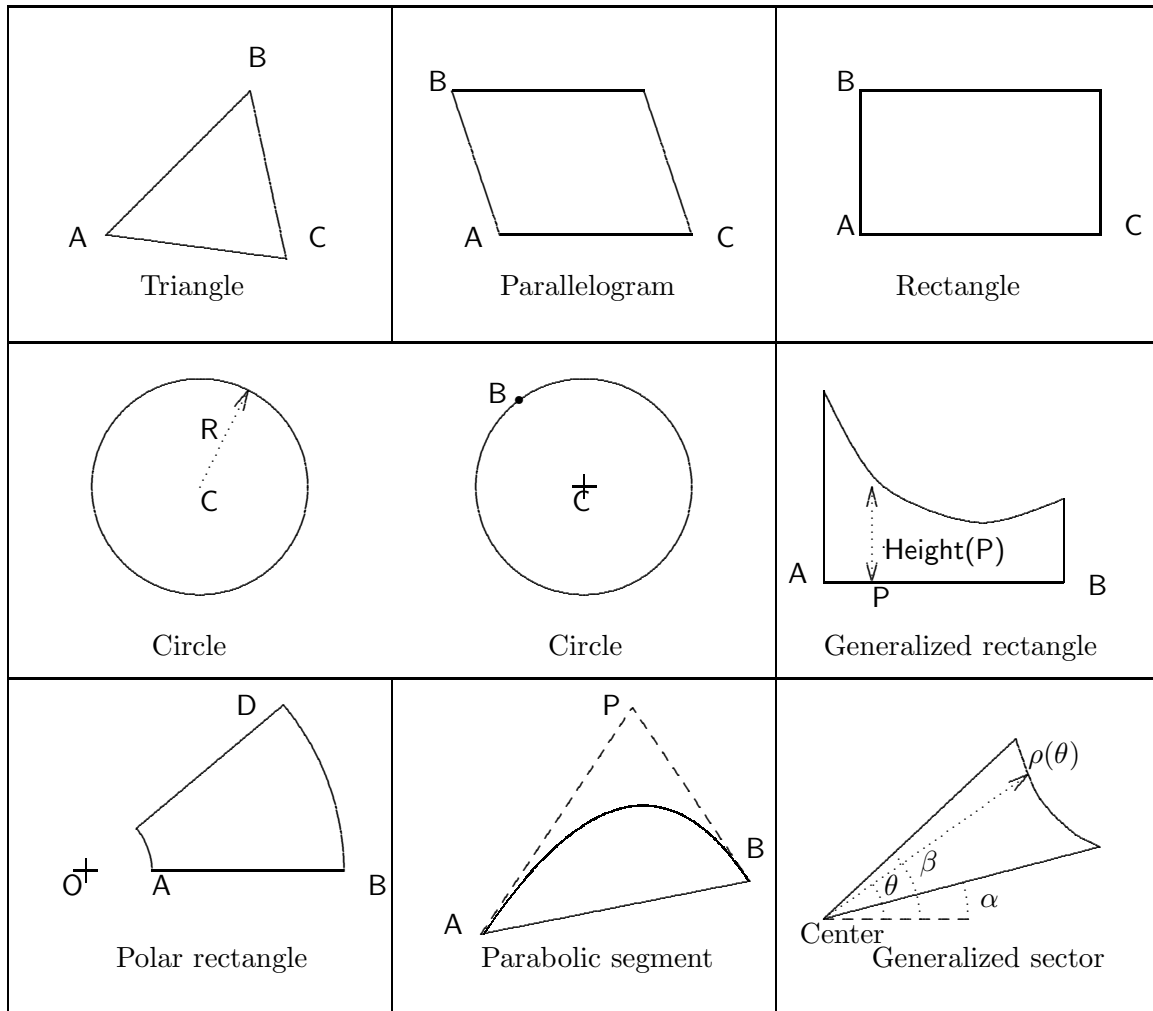 B
A
C
Triangle
B
A
C
Parallelogram
B
A
C
Rectangle
R
C
Circle
B
C
Circle
Height(P)
A
P
B
Generalized rectangle
D
O
A
B
Polar rectangle
P
B
A
Parabolic segment
ρ(θ)
β
θ
α
Center
Generalized sector